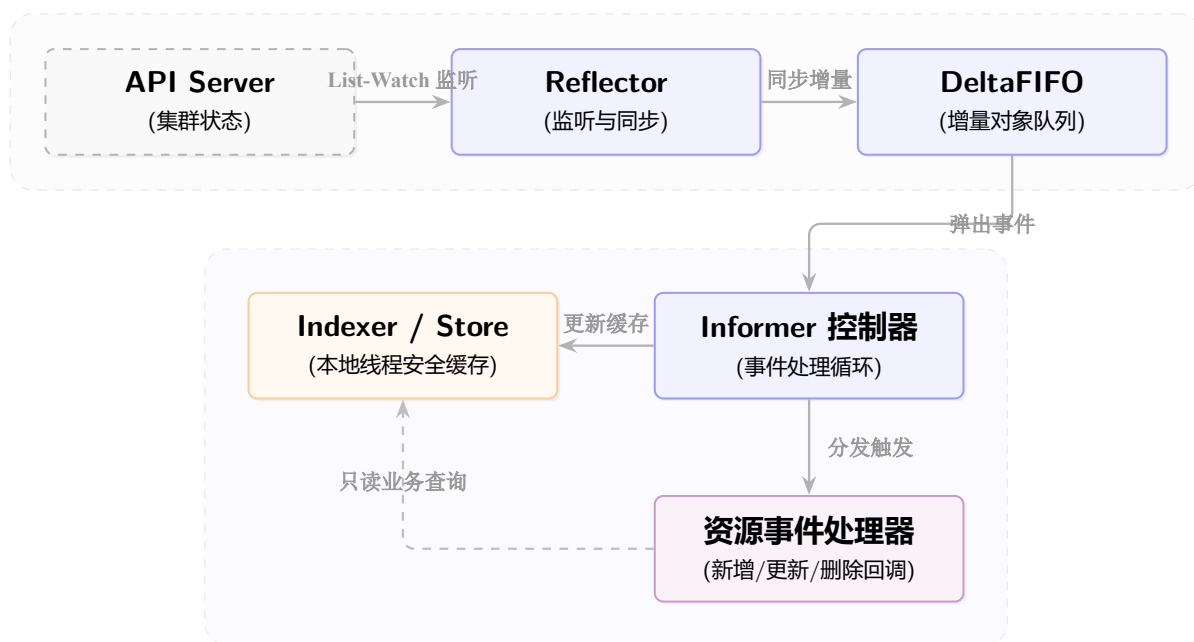 API Server
(集群状态)
List-Watch 监听
Reflector
(监听与同步)
同步增量
DeltaFIFO
(增量对象队列)
弹出事件
Indexer / Store
(本地线程安全缓存)
更新缓存
Informer 控制器
(事件处理循环)
分发触发
只读业务查询
资源事件处理器
(新增/更新/删除回调)